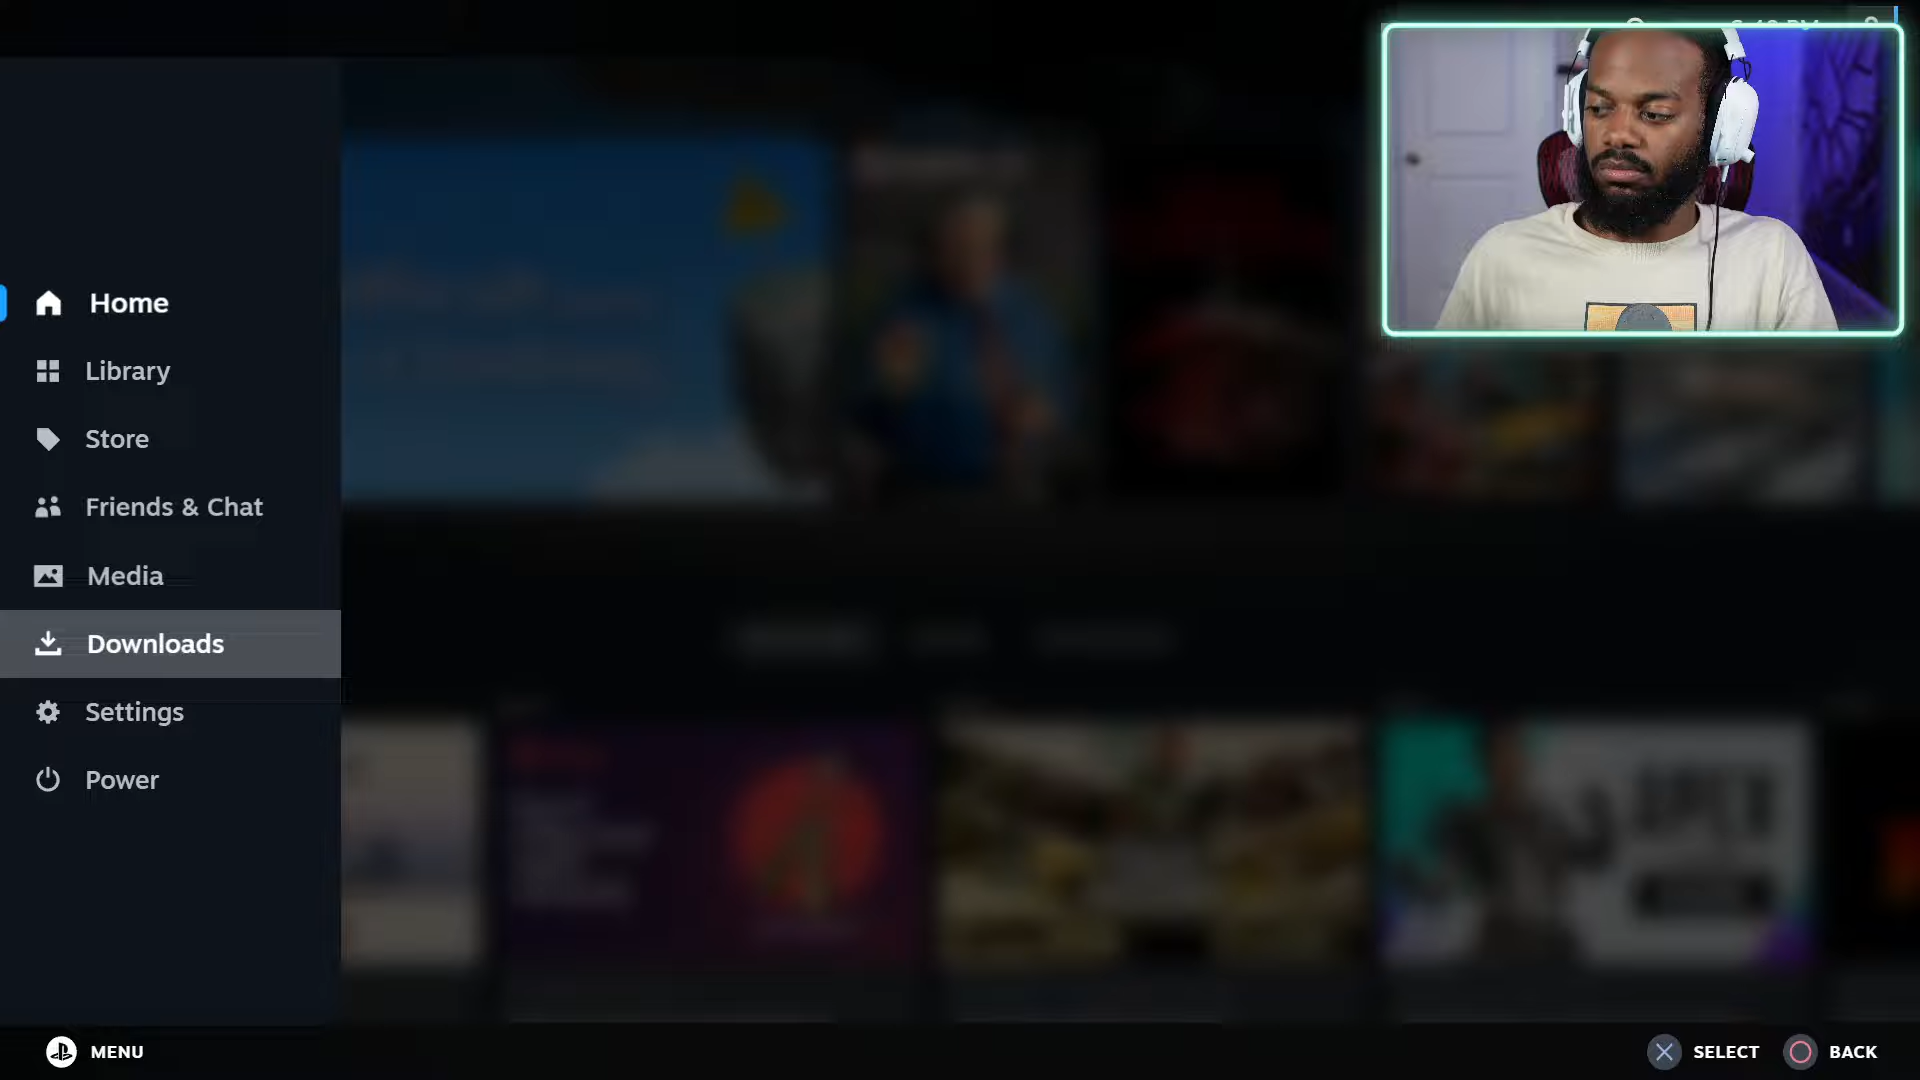 Home
Library
Store
Friends & Chat
Media
Downloads
Settings
Power
MENU
SELECT
BACK